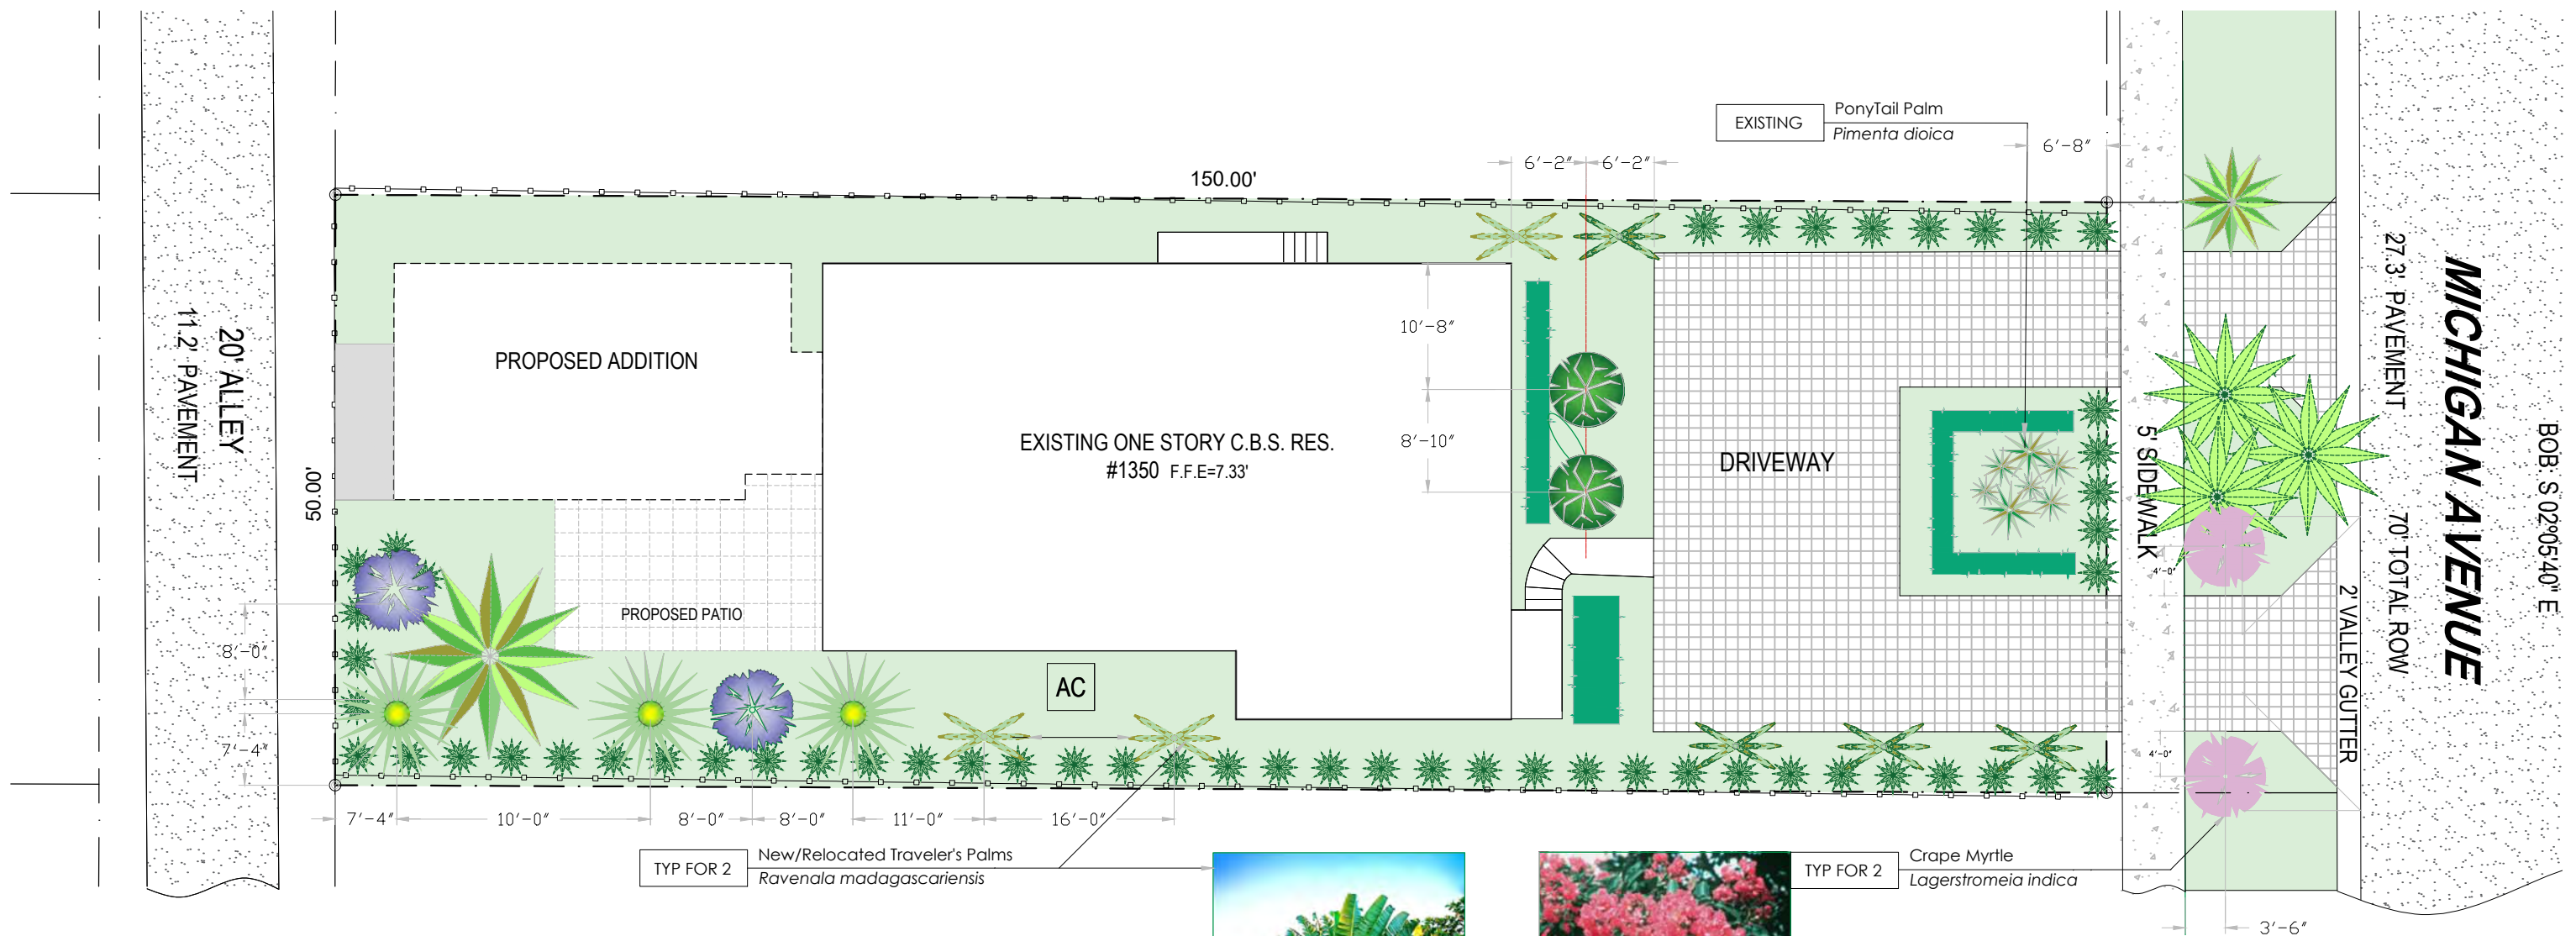 EXISTING
PonyTail Palm
Pimenta dioica
6'-8"
6'-2"
6'-2"
150.00'
10'-8"
8'-10"
20' ALLEY
11.2' PAVEMENT
50.00'
PROPOSED ADDITION
EXISTING ONE STORY C.B.S. RES.
#1350 F.F.E=7.33'
DRIVEWAY
PROPOSED PATIO
AC
5' SIDEWALK
4'-0"
4'-0"
2' VALLEY GUTTER
27.3' PAVEMENT
70' TOTAL ROW
MICHIGAN AVENUE
BOB: S 02°05'40" E
8'-0"
7'-4"
7'-4"
10'-0"
8'-0"
8'-0"
11'-0"
16'-0"
TYP FOR 2
New/Relocated Traveler's Palms
Ravenala madagascariensis
TYP FOR 2
Crape Myrtle
Lagerstromeia indica
3'-6"